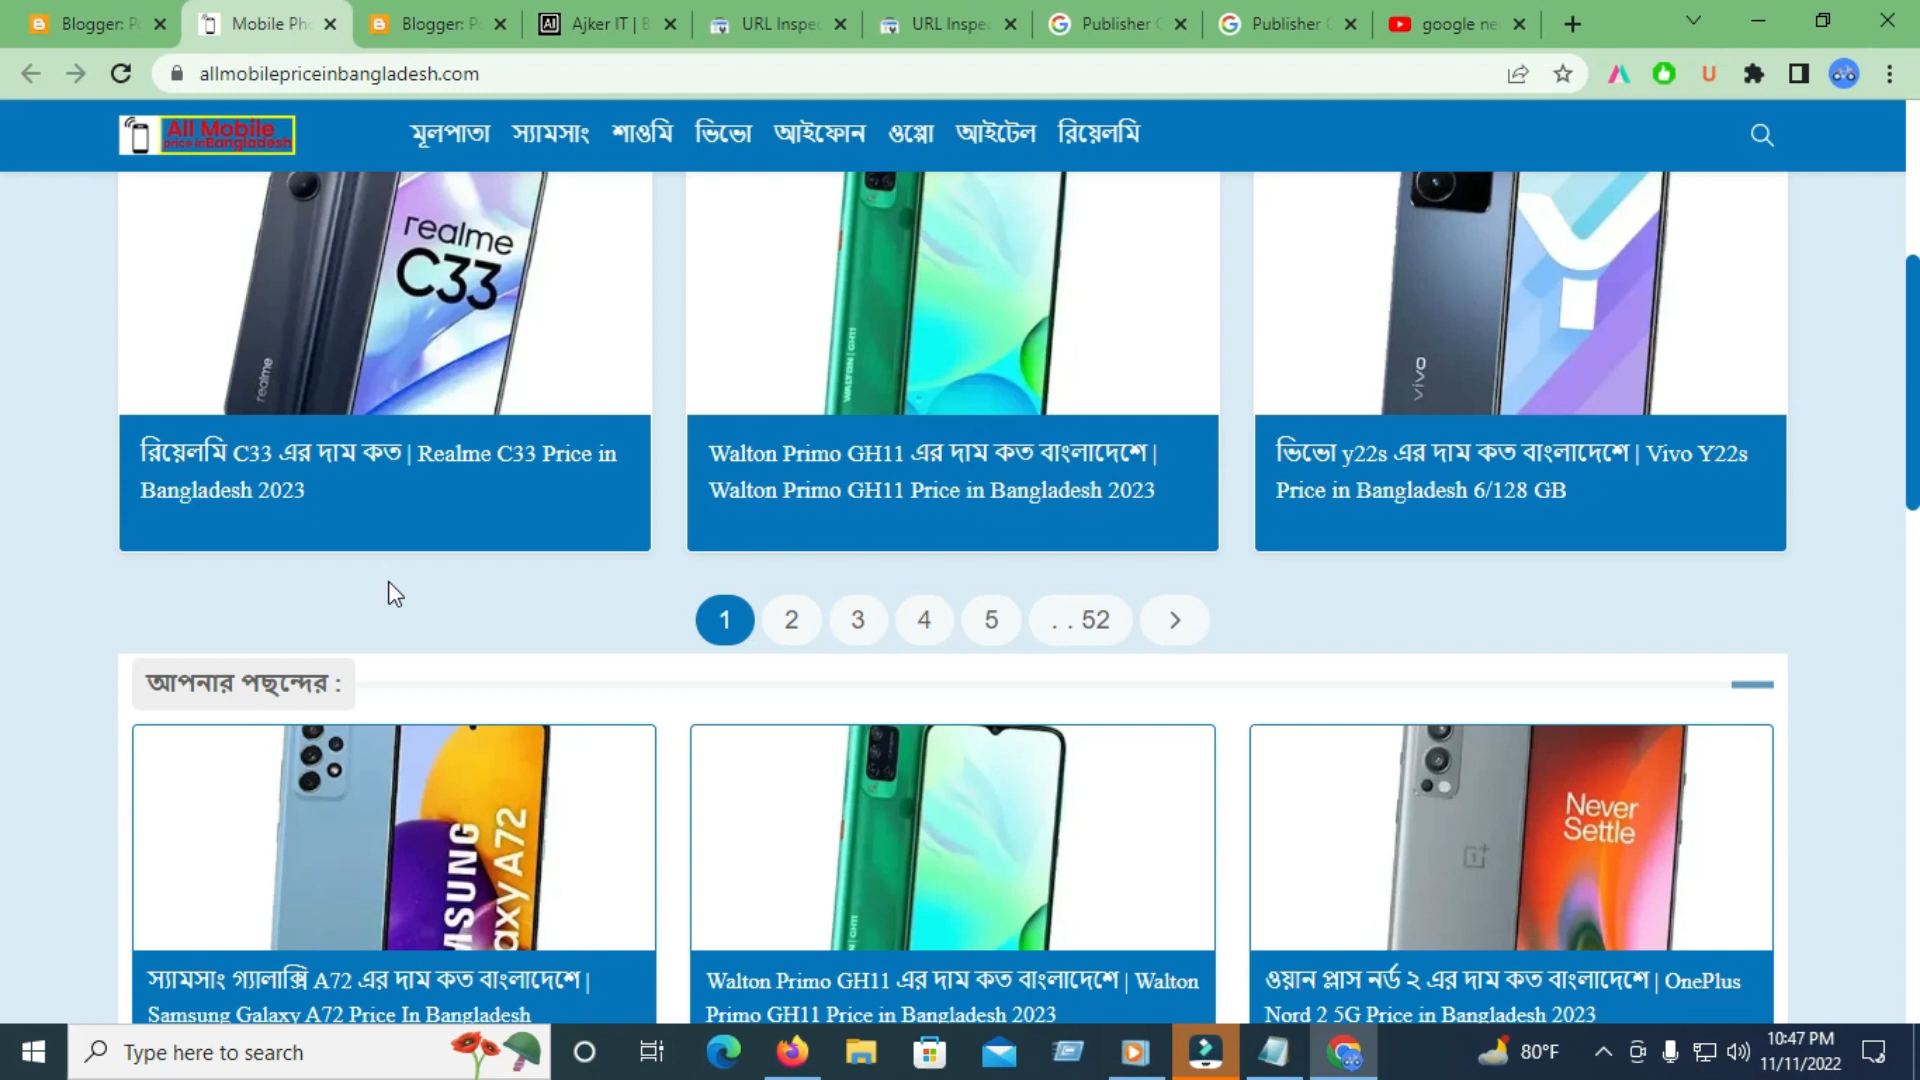 Blogger: P
Mobile Ph
Blogger: P
Ajker IT | B
URL Inspe
URL Inspe
Publisher
Publisher
google ne
allmobilepriceinbangladesh.com
All Mobile
price in Bangladesh
মূলপাতা স্যামসাং শাওমি ভিভো আইফোন ওপ্পো আইটেল রিয়েলমি
realme
C33
realme
WALTON | GH11
vivo
রিয়েলমি C33 এর দাম কত | Realme C33 Price in
Bangladesh 2023
Walton Primo GH11 এর দাম কত বাংলাদেশে |
Walton Primo GH11 Price in Bangladesh 2023
ভিভো y22s এর দাম কত বাংলাদেশে | Vivo Y22s
Price in Bangladesh 6/128 GB
1 2 3 4 5 . . 52 >
আপনার পছন্দের :
MSUNG
axy A72
GH11
Never
Settle
স্যামসাং গ্যালাক্সি A72 এর দাম কত বাংলাদেশে |
Samsung Galaxy A72 Price In Bangladesh
Walton Primo GH11 এর দাম কত বাংলাদেশে | Walton
Primo GH11 Price in Bangladesh 2023
ওয়ান প্লাস নর্ড ২ এর দাম কত বাংলাদেশে | OnePlus
Nord 2 5G Price in Bangladesh 2023
Type here to search
80°F
10:47 PM
11/11/2022